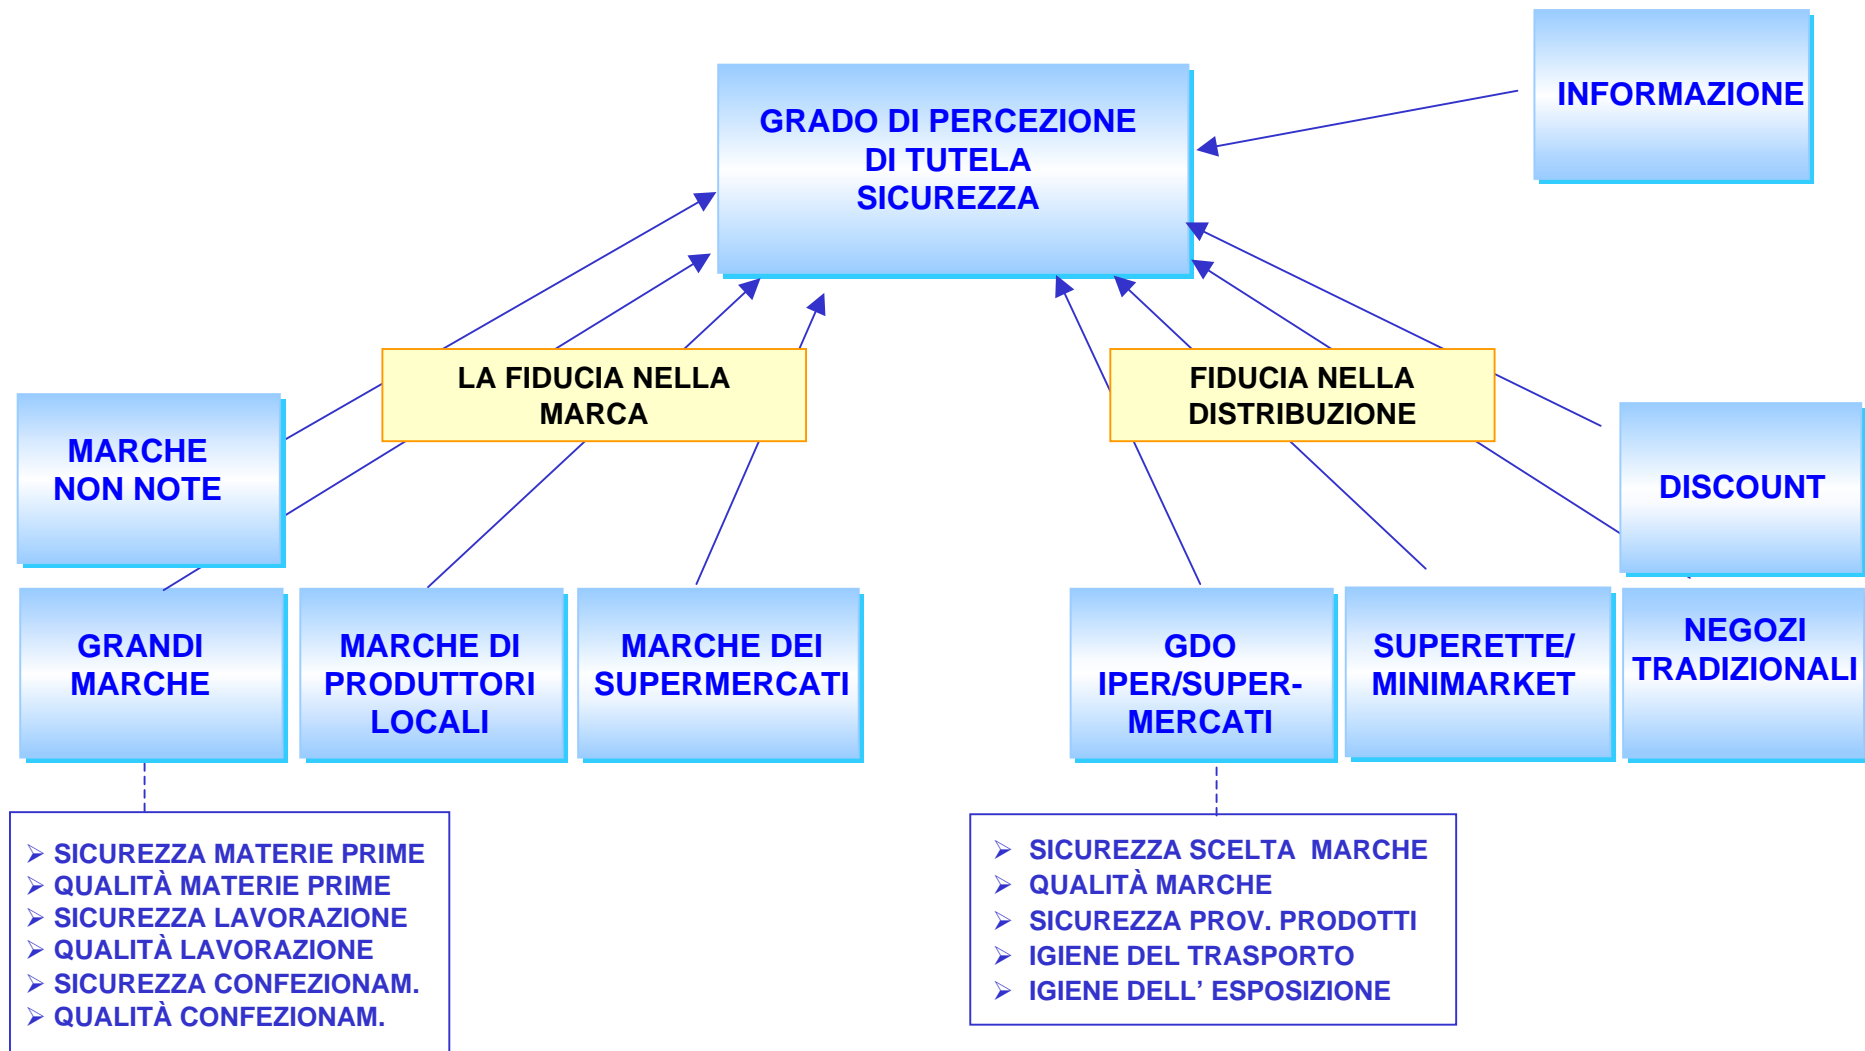 INFORMAZIONE
GRADO DI PERCEZIONE
DI TUTELA
SICUREZZA
LA FIDUCIA NELLA
MARCA
FIDUCIA NELLA
DISTRIBUZIONE
MARCHE
NON NOTE
DISCOUNT
GRANDI
MARCHE
MARCHE DI
PRODUTTORI
LOCALI
MARCHE DEI
SUPERMERCATI
GDO
IPER/SUPER-
MERCATI
SUPERETTE/
MINIMARKET
NEGOZI
TRADIZIONALI
➢ SICUREZZA MATERIE PRIME
➢ QUALITÀ MATERIE PRIME
➢ SICUREZZA LAVORAZIONE
➢ QUALITÀ LAVORAZIONE
➢ SICUREZZA CONFEZIONAM.
➢ QUALITÀ CONFEZIONAM.
➢ SICUREZZA SCELTA MARCHE
➢ QUALITÀ MARCHE
➢ SICUREZZA PROV. PRODOTTI
➢ IGIENE DEL TRASPORTO
➢ IGIENE DELL’ ESPOSIZIONE